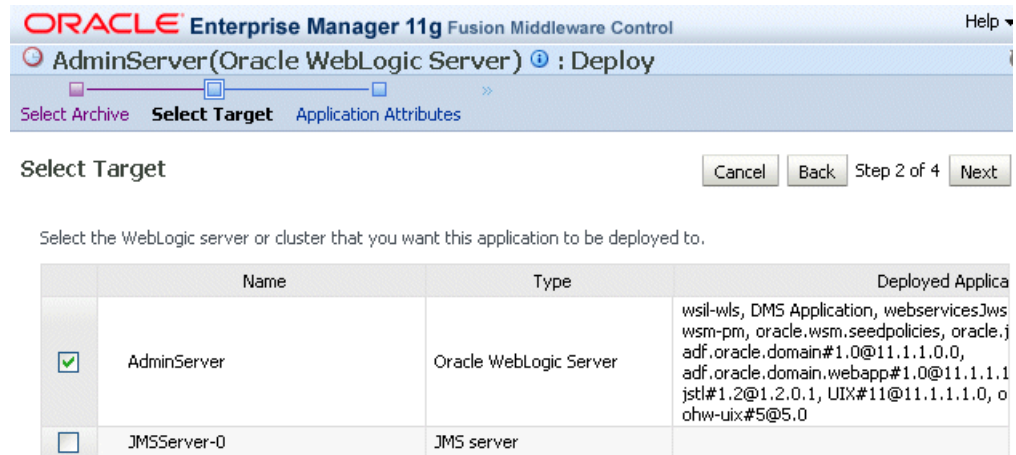 ORACLE Enterprise Manager 11g Fusion Middleware Control
Help
AdminServer(Oracle WebLogic Server) : Deploy
Select Archive Select Target Application Attributes
Select Target
Cancel Back Step 2 of 4 Next
Select the WebLogic server or cluster that you want this application to be deployed to.
Name Type Deployed Applica
AdminServer
Oracle WebLogic Server
wsil-wls, DMS Application, webservicesJws
wsm-pm, oracle.wsm.seedpolicies, oracle.j
adf.oracle.domain#1.0@11.1.1.0.0,
adf.oracle.domain.webapp#1.0@11.1.1.1
jstl#1.2@1.2.0.1, UIX#11@11.1.1.1.0, o
ohw-uix#5@5.0
JMSServer-0 JMS server